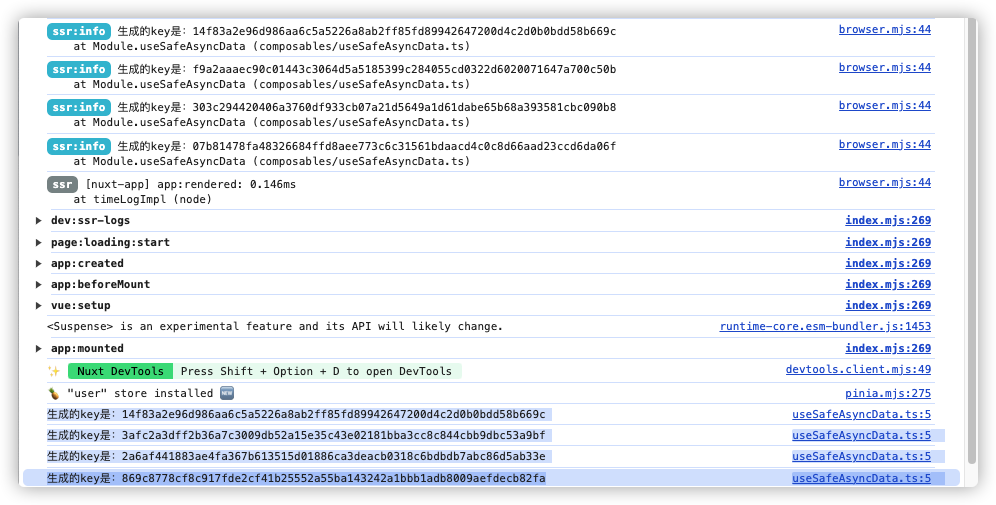 ssr:info 生成的key是: 14f83a2e96d986aa6c5a5226a8ab2ff85fd89942647200d4c2d0b0bdd58b669c browser.mjs:44
at Module.useSafeAsyncData (composables/useSafeAsyncData.ts)
ssr:info 生成的key是: f9a2aaaec90c01443c3064d5a5185399c284055cd0322d6020071647a700c50b browser.mjs:44
at Module.useSafeAsyncData (composables/useSafeAsyncData.ts)
ssr:info 生成的key是: 303c294420406a3760df933cb07a21d5649a1d61dabe65b68a393581cbc090b8 browser.mjs:44
at Module.useSafeAsyncData (composables/useSafeAsyncData.ts)
ssr:info 生成的key是: 07b81478fa48326684ffd8aee773c6c31561bdaacd4c0c8d66aad23ccd6da06f browser.mjs:44
at Module.useSafeAsyncData (composables/useSafeAsyncData.ts)
ssr [nuxt-app] app:rendered: 0.146ms browser.mjs:44
at timeLogImpl (node)
dev:ssr-logs index.mjs:269
page:loading:start index.mjs:269
app:created index.mjs:269
app:beforeMount index.mjs:269
vue:setup index.mjs:269
<Suspense> is an experimental feature and its API will likely change. runtime-core.esm-bundler.js:1453
app:mounted index.mjs:269
✨ Nuxt DevTools Press Shift + Option + D to open DevTools devtools.client.mjs:49
🍍 "user" store installed 🆕 pinia.mjs:275
生成的key是: 14f83a2e96d986aa6c5a5226a8ab2ff85fd89942647200d4c2d0b0bdd58b669c useSafeAsyncData.ts:5
生成的key是: 3afc2a3dff2b36a7c3009db52a15e35c43e02181bba3cc8c844cbb9dbc53a9bf useSafeAsyncData.ts:5
生成的key是: 2a6af441883ae4fa367b613515d01886ca3deacb0318c6bdbdb7abc86d5ab33e useSafeAsyncData.ts:5
生成的key是: 869c8778cf8c917fde2cf41b25552a55ba143242a1bbb1adb8009aefdecb82fa useSafeAsyncData.ts:5